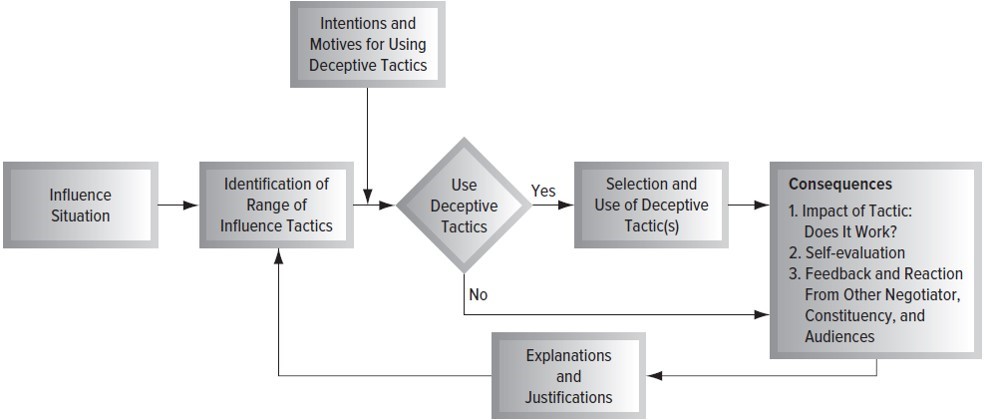 Intentions and
Motives for Using
Deceptive Tactics
Influence
Situation
Identification of
Range of
Influence Tactics
Use
Deceptive
Tactics
Yes
No
Selection and
Use of Deceptive
Tactic(s)
Consequences
1. Impact of Tactic:
Does It Work?
2. Self-evaluation
3. Feedback and Reaction
From Other Negotiator,
Constituency, and
Audiences
Explanations
and
Justifications